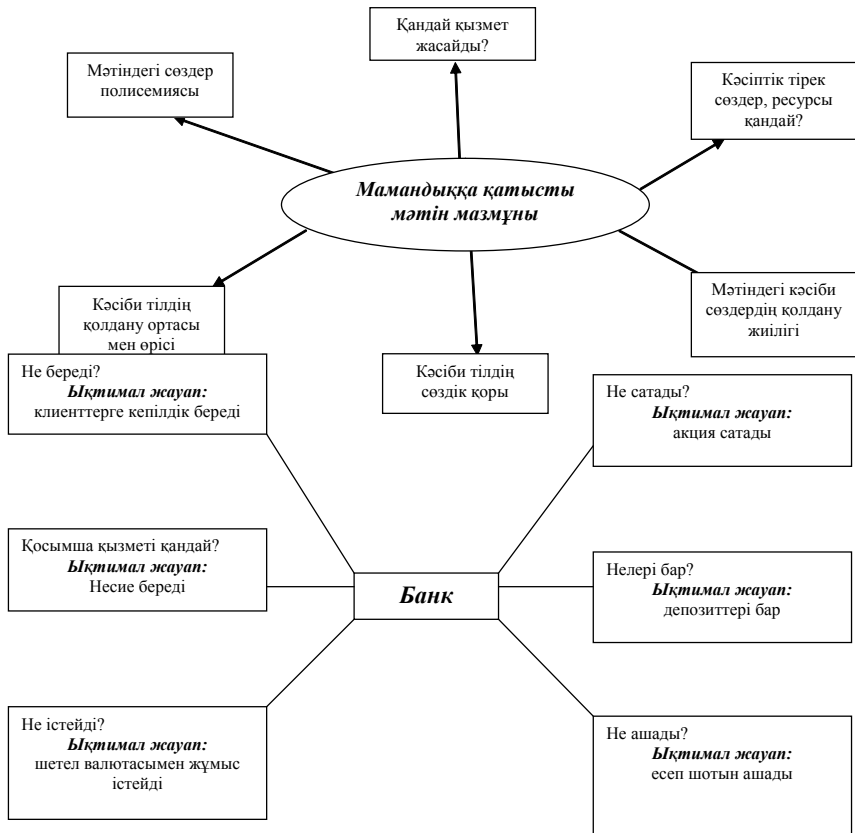 Қандай қызмет
жасайды?
Мәтіндегі сөздер
полисемиясы
Кәсіптік тірек
сөздер, ресурсы
қандай?
Мамандыққа қатысты
мәтін мазмұны
Кәсіби тілдің
қолдану ортасы
мен өрісі
Кәсіби тілдің
сөздік қоры
Мәтіндегі кәсіби
сөздердің қолдану
жиілігі
Не береді?
Ықтимал жауап:
клиенттерге кепілдік береді
Не сатады?
Ықтимал жауап:
акция сатады
Қосымша қызметі қандай?
Ықтимал жауап:
Несие береді
Банк
Нелері бар?
Ықтимал жауап:
депозиттері бар
Не істейді?
Ықтимал жауап:
шетел валютасымен жұмыс
істейді
Не ашады?
Ықтимал жауап:
есеп шотын ашады